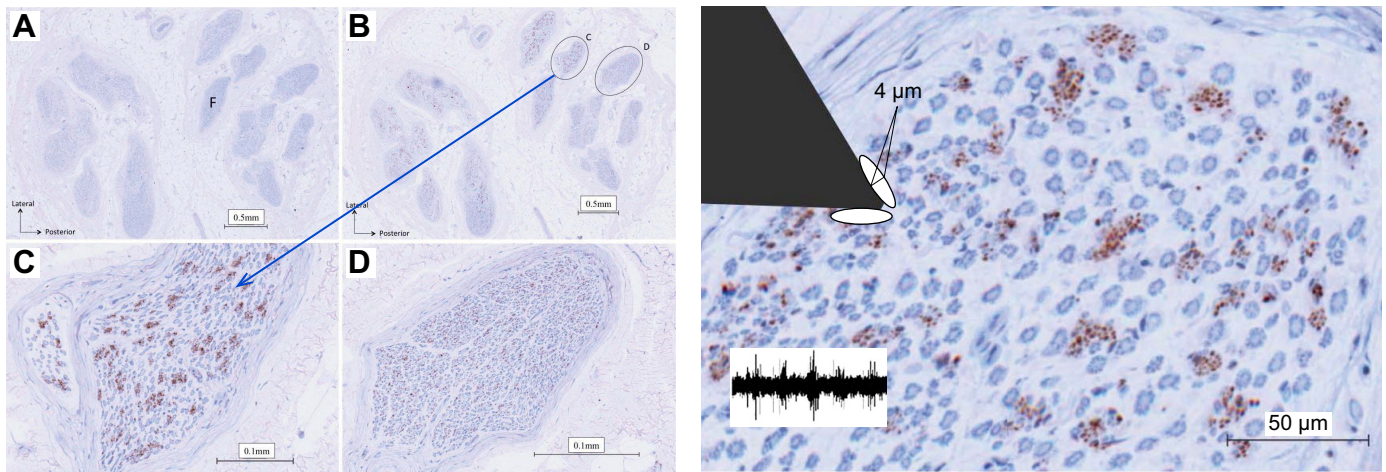 A
F
Lateral
Posterior
0.5mm
B
C
D
Lateral
Posterior
0.5mm
C
0.1mm
D
0.1mm
4 µm
50 µm